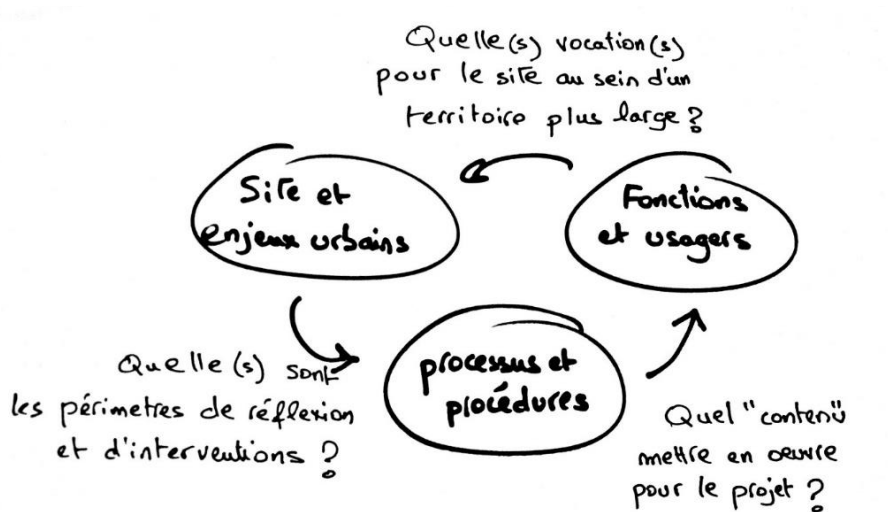 Quelle(s) vocation(s)
pour le site au sein d'un
territoire plus large ?
Site et
enjeux urbains
Fonctions
et usagers
Quelle(s) sont
les périmetres de réflexion
et d'interventions ?
processus et
procédures
Quel "contenu"
mettre en oeuvre
pour le projet ?